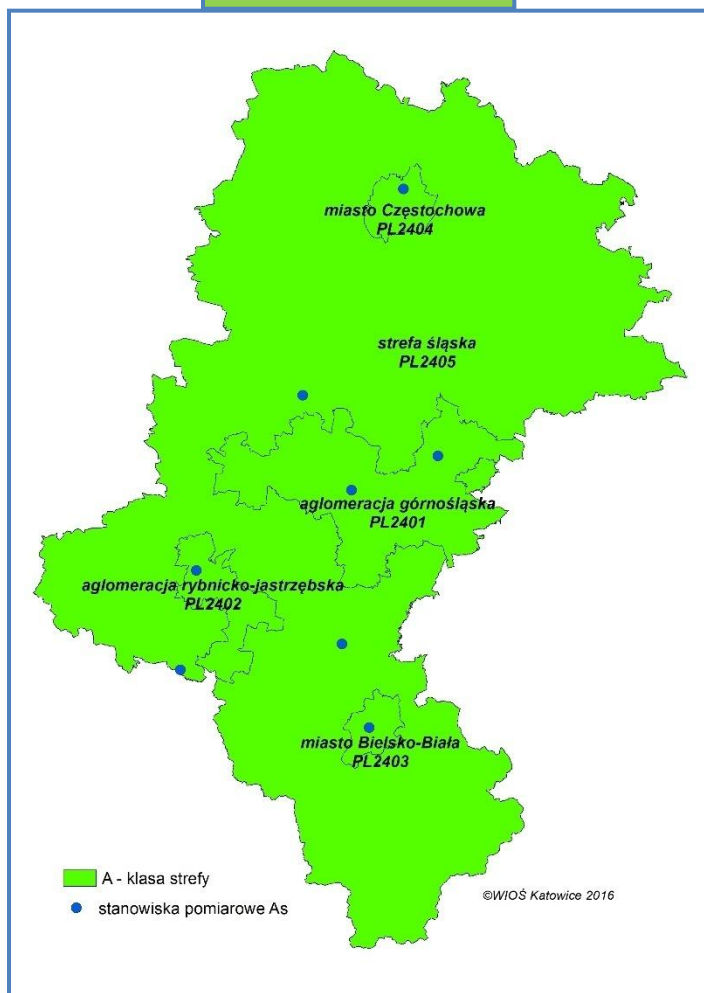 miasto Częstochowa
PL2404
strefa śląska
PL2405
aglomeracja górnośląska
PL2401
aglomeracja rybnicko-jastrzębska
PL2402
miasto Bielsko-Biała
PL2403
A - klasa strefy
stanowiska pomiarowe As
©WIOŚ Katowice 2016